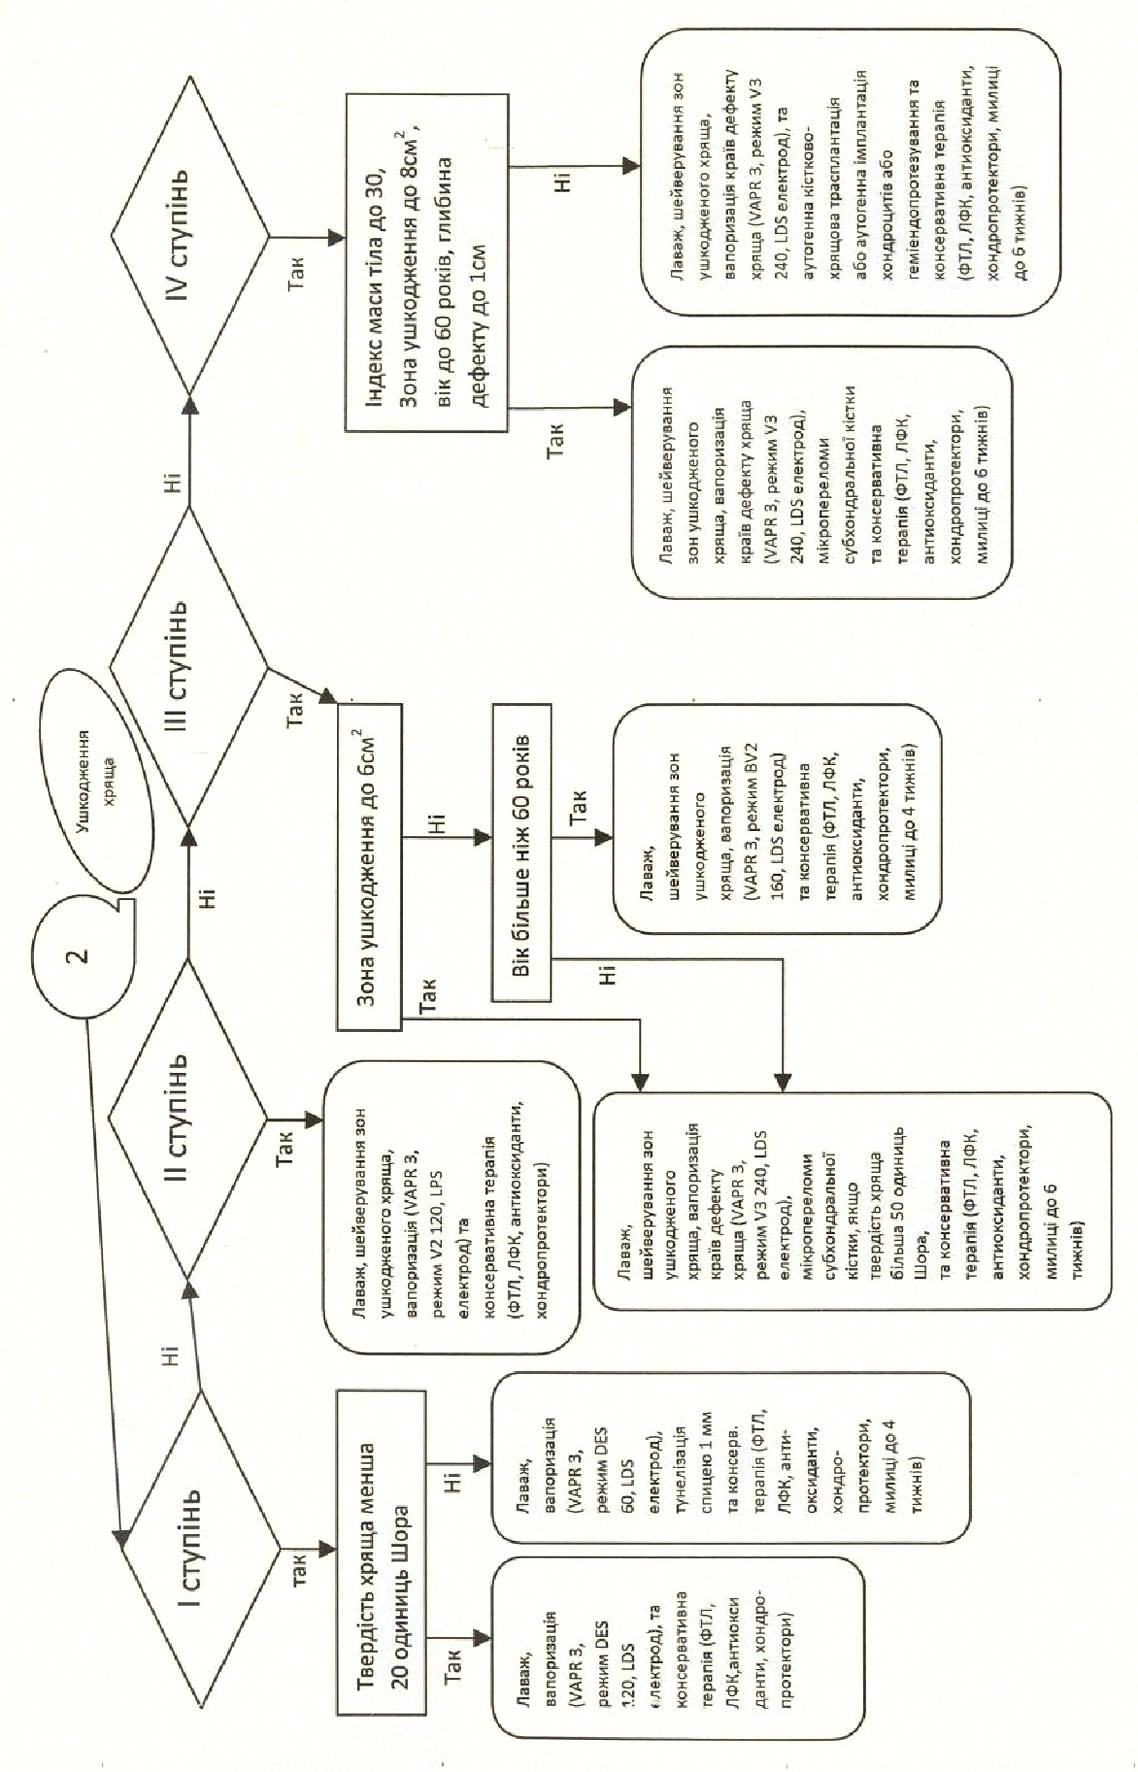 2
Ушкодження
хряща
І ступінь
Ні
ІІ ступінь
Ні
ІІІ ступінь
Ні
IV ступінь
так
Так
Так
Так
Твердість хряща менша
20 одиниць Шора
Так
Ні
Лаваж,
вапоризація
(VAPR 3,
режим DES
120, LDS
електрод), та
консервативна
терапія (ФТЛ,
ЛФК,антиокси
данти, хондро-
протектори)
Лаваж,
вапоризація
(VAPR 3,
режим DES
60, LDS
електрод),
тунелізація
спицею 1 мм
та консерв.
терапія (ФТЛ,
ЛФК, анти-
оксиданти,
хондро-
протектори,
милиці до 4
тижнів)
Лаваж, шейверування зон
ушкодженого хряща,
вапоризація (VAPR 3,
режим V2 120, LPS
електрод) та
консервативна терапія
(ФТЛ, ЛФК, антиоксиданти,
хондропротектори)
Зона ушкодження до 6см2
Так
Ні
Вік більше ніж 60 років
Ні
Так
Лаваж,
шейверування зон
ушкодженого
хряща, вапоризація
країв дефекту
хряща (VAPR 3,
режим V3 240, LDS
електрод),
мікропереломи
субхондральної
кістки, якщо
твердість хряща
більша 50 одиниць
Шора,
та консервативна
терапія (ФТЛ, ЛФК,
антиоксиданти,
хондропротектори,
милиці до 6
тижнів)
Лаваж,
шейверування зон
ушкодженого
хряща, вапоризація
(VAPR 3, режим BV2
160, LDS електрод)
та консервативна
терапія (ФТЛ, ЛФК,
антиоксиданти,
хондропротектори,
милиці до 4 тижнів)
Індекс маси тіла до 30,
Зона ушкодження до 8см2,
вік до 60 років, глибина
дефекту до 1см
Так
Ні
Лаваж, шейверування
зон ушкодженого
хряща, вапоризація
країв дефекту хряща
(VAPR 3, режим V3
240, LDS електрод),
мікропереломи
субхондральної кістки
та консервативна
терапія (ФТЛ, ЛФК,
антиоксиданти,
хондропротектори,
милиці до 6 тижнів)
Лаваж, шейверування зон
ушкодженого хряща,
вапоризація країв дефекту
хряща (VAPR 3, режим V3
240, LDS електрод), та
аутогенна кістково-
хрящова трасплантація
або аутогенна імплантація
хондроцитів або
геміендопротезування та
консервативна терапія
(ФТЛ, ЛФК, антиоксиданти,
хондропротектори, милиці
до 6 тижнів)